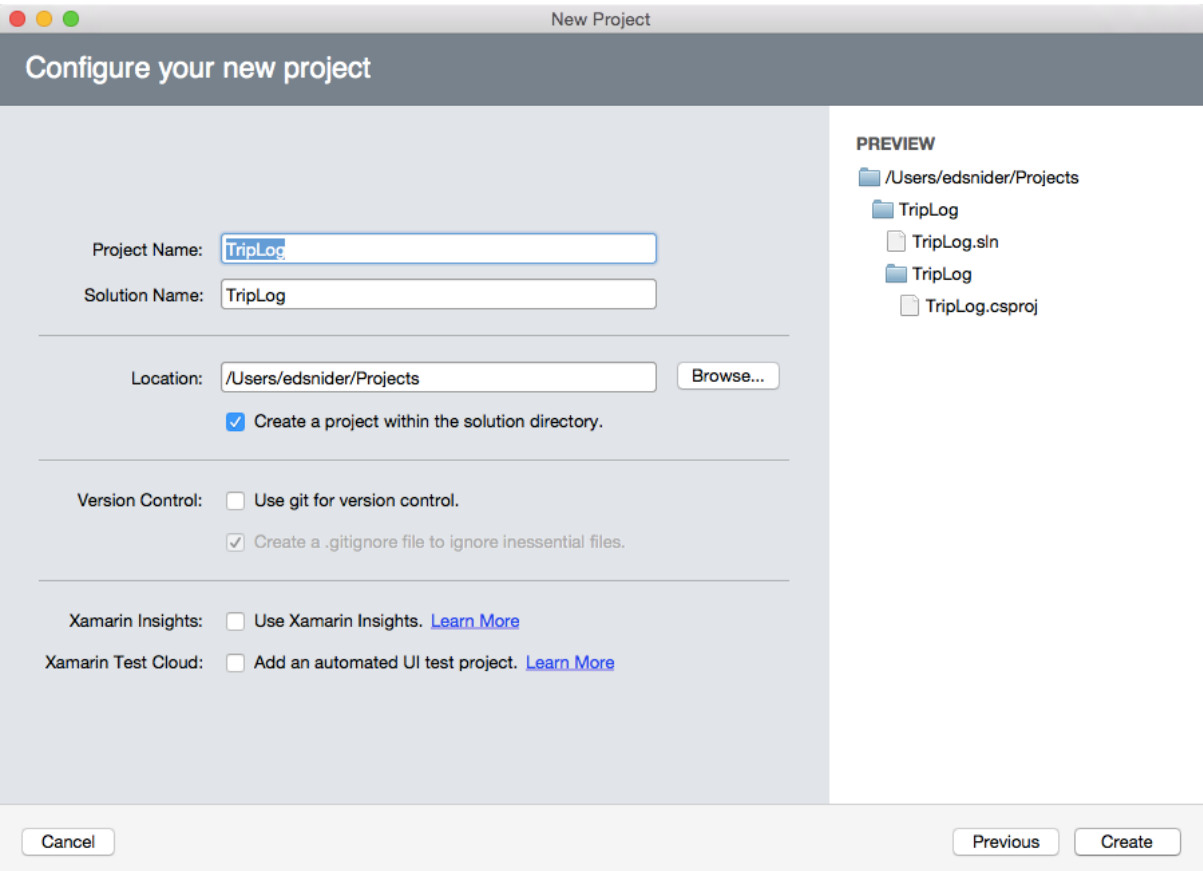 New Project
Configure your new project
Project Name: TripLog
Solution Name: TripLog
Location: /Users/edsnider/Projects Browse...
Create a project within the solution directory.
Version Control: Use git for version control.
Create a .gitignore file to ignore inessential files.
Xamarin Insights: Use Xamarin Insights. Learn More
Xamarin Test Cloud: Add an automated UI test project. Learn More
PREVIEW
/Users/edsnider/Projects
TripLog
TripLog.sln
TripLog
TripLog.csproj
Cancel Previous Create